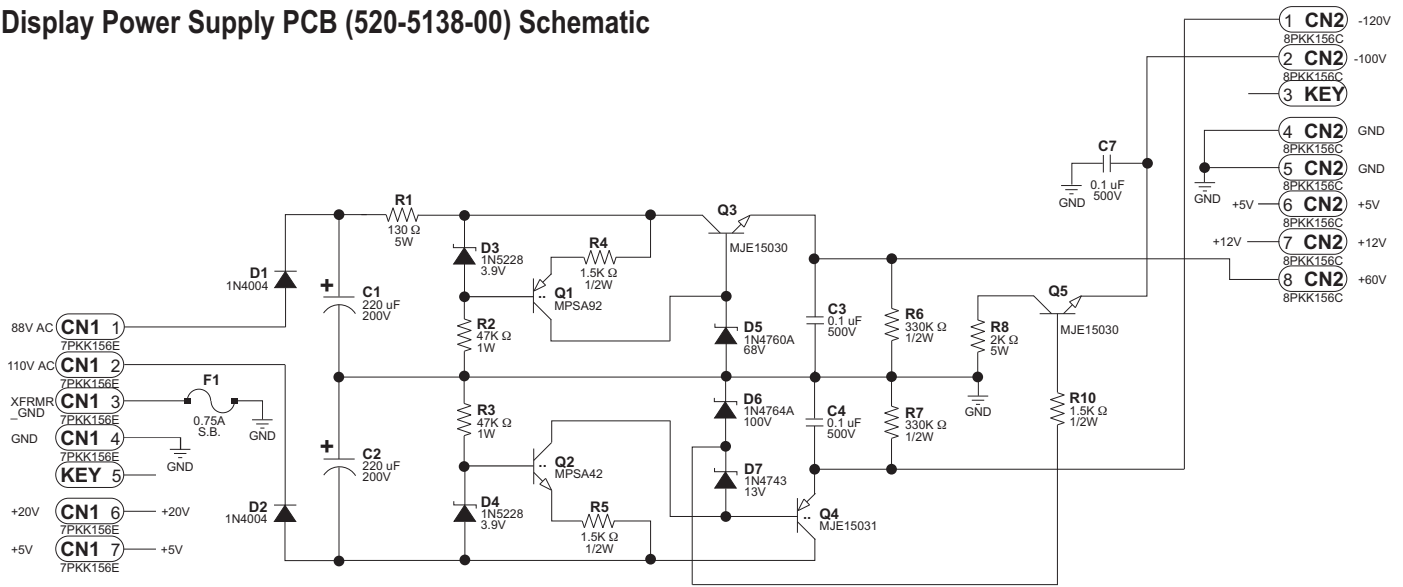 Display Power Supply PCB (520-5138-00) Schematic
1 CN2 -120V
8PKK156C
2 CN2 -100V
8PKK156C
3 KEY
4 CN2 GND
8PKK156C
5 CN2 GND
8PKK156C
GND
+5V 6 CN2 +5V
8PKK156C
+12V 7 CN2 +12V
8PKK156C
8 CN2 +60V
8PKK156C
C7
0.1 uF
500V
GND
88V AC CN1 1
7PKK156E
110V AC CN1 2
7PKK156E
XFRMR
_GND
CN1 3
7PKK156E
F1
0.75A
S.B.
GND
GND CN1 4
7PKK156E
GND
KEY 5
+20V CN1 6 +20V
7PKK156E
+5V CN1 7 +5V
7PKK156E
D1
1N4004
D2
1N4004
+
C1
220 uF
200V
+
C2
220 uF
200V
R1
130 Ω
5W
D3
1N5228
3.9V
R2
47K Ω
1W
R3
47K Ω
1W
D4
1N5228
3.9V
R4
1.5K Ω
1/2W
Q1
MPSA92
Q2
MPSA42
R5
1.5K Ω
1/2W
Q3
MJE15030
D5
1N4760A
68V
D6
1N4764A
100V
D7
1N4743
13V
Q4
MJE15031
C3
0.1 uF
500V
C4
0.1 uF
500V
R6
330K Ω
1/2W
R7
330K Ω
1/2W
R8
2K Ω
5W
GND
Q5
MJE15030
R10
1.5K Ω
1/2W